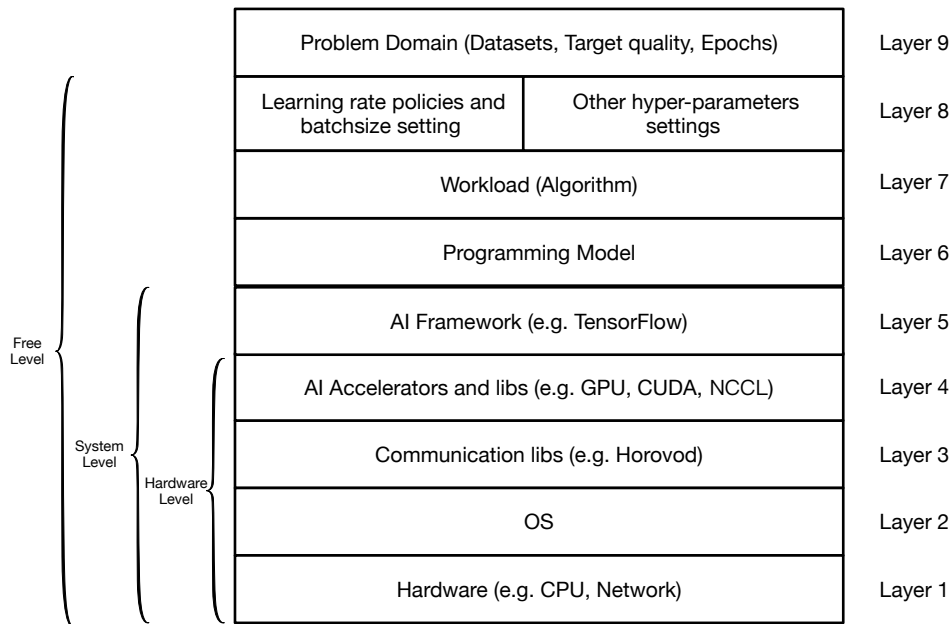 Problem Domain (Datasets, Target quality, Epochs)
Layer 9
Learning rate policies and
batchsize setting
Other hyper-parameters
settings
Layer 8
Workload (Algorithm)
Layer 7
Programming Model
Layer 6
AI Framework (e.g. TensorFlow)
Layer 5
Free
Level
AI Accelerators and libs (e.g. GPU, CUDA, NCCL)
Layer 4
System
Level
Communication libs (e.g. Horovod)
Layer 3
Hardware
Level
OS
Layer 2
Hardware (e.g. CPU, Network)
Layer 1